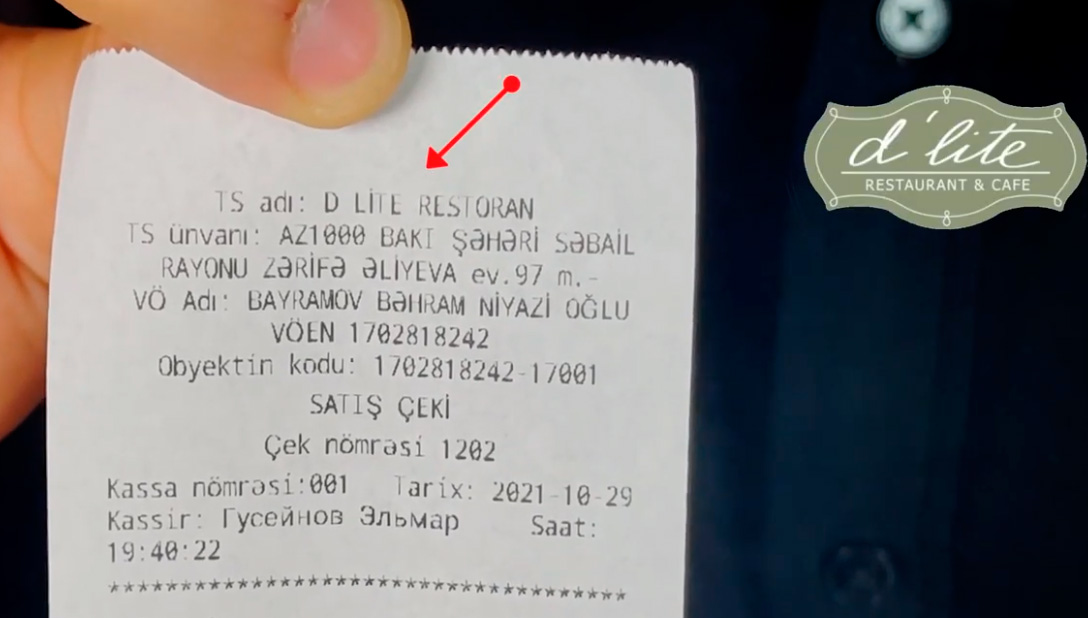 TS adı: D LİTE RESTORAN
TS ünvanı: AZ1000 BAKI ŞƏHƏRİ SƏBAİL
RAYONU ZƏRİFƏ ƏLİYEVA ev.97 m.-
VÖ Adı: BAYRAMOV BƏHRAM NİYAZİ OĞLU
VÖEN 1702818242
Obyektin kodu: 1702818242-17001
SATIŞ ÇEKİ
Çek nömrəsi 1202
Kassa nömrəsi:001 Tarix: 2021-10-29
Kassir: Гусейнов Эльмар Saat:
19:40:22
*************************************
d'lite
RESTAURANT & CAFE